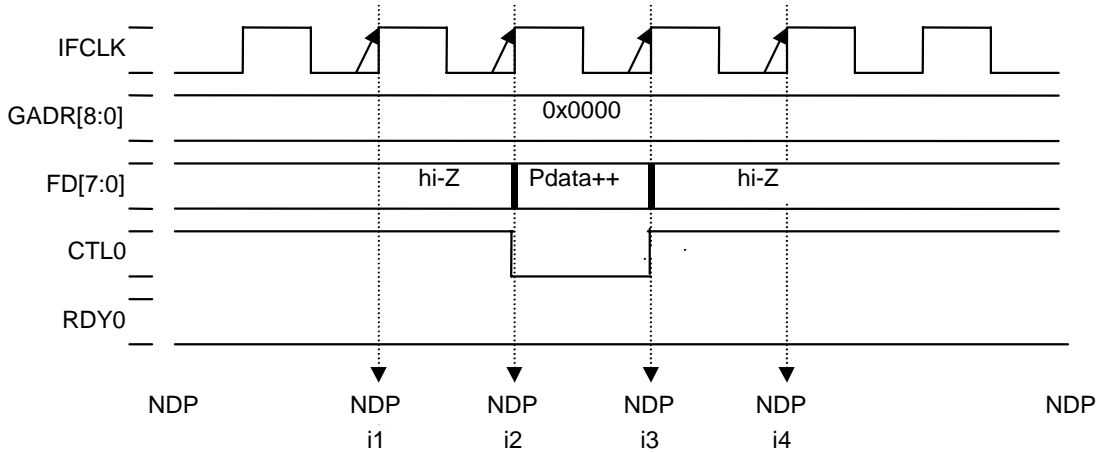 IFCLK
GADR[8:0]
0x0000
FD[7:0]
hi-Z Pdata++ hi-Z
CTL0
RDY0
NDP NDP NDP NDP NDP NDP
i1 i2 i3 i4